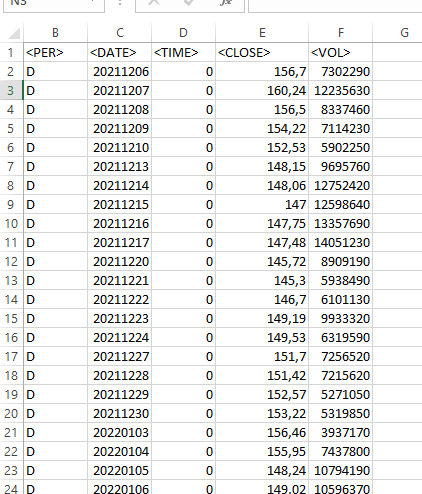 N3
B C D E F G
1 <PER> <DATE> <TIME> <CLOSE> <VOL>
2 D 20211206 0 156,7 7302290
3 D 20211207 0 160,24 12235630
4 D 20211208 0 156,5 8337460
5 D 20211209 0 154,22 7114230
6 D 20211210 0 152,53 5902250
7 D 20211213 0 148,15 9695760
8 D 20211214 0 148,06 12752420
9 D 20211215 0 147 12598640
10 D 20211216 0 147,75 13357690
11 D 20211217 0 147,48 14051230
12 D 20211220 0 145,72 8909190
13 D 20211221 0 145,3 5938490
14 D 20211222 0 146,7 6101130
15 D 20211223 0 149,19 9933320
16 D 20211224 0 149,53 6319590
17 D 20211227 0 151,7 7256520
18 D 20211228 0 151,42 7215620
19 D 20211229 0 152,57 5271050
20 D 20211230 0 153,22 5319850
21 D 20220103 0 156,46 3937170
22 D 20220104 0 155,95 7437800
23 D 20220105 0 148,24 10794190
24 D 20220106 0 149,02 10596370